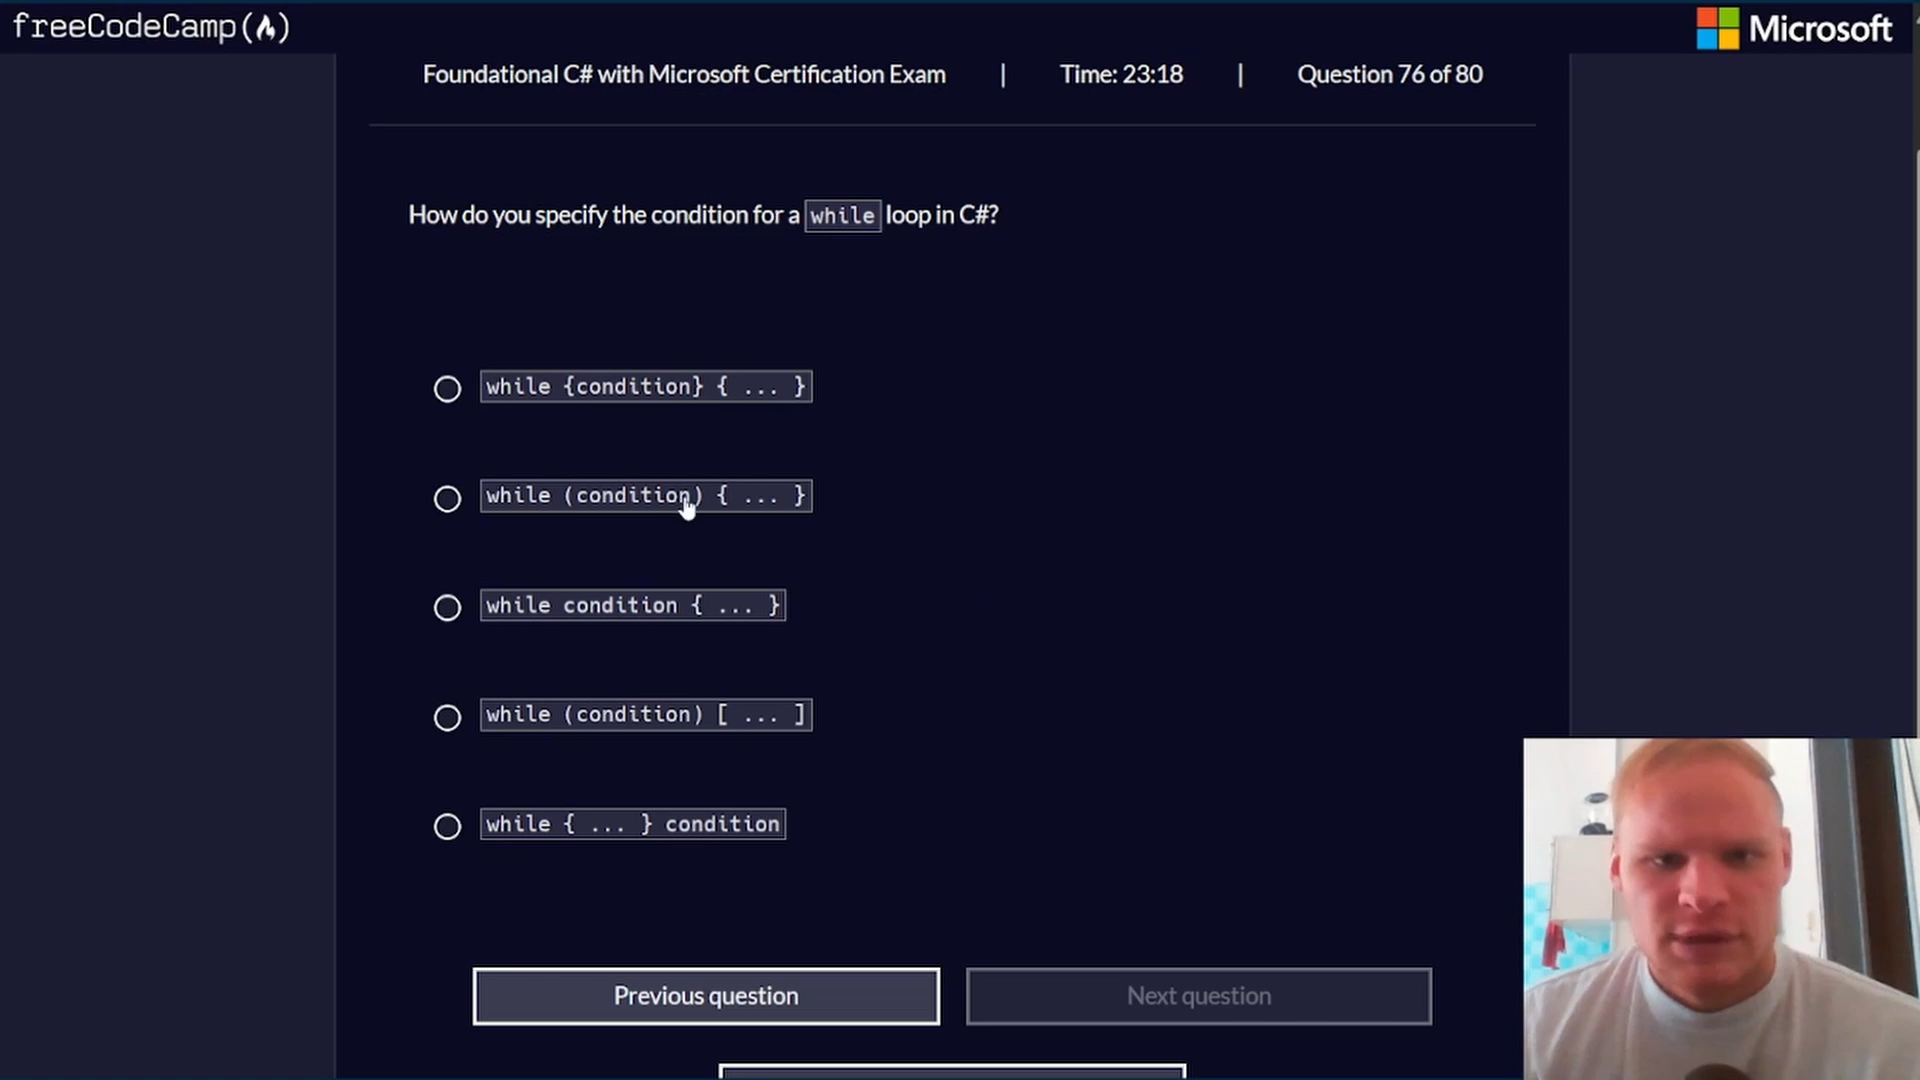 freeCodeCamp
Microsoft
Foundational C# with Microsoft Certification Exam | Time: 23:18 | Question 76 of 80
How do you specify the condition for a while loop in C#?
while {condition} { ... }
while (condition) { ... }
while condition { ... }
while (condition) [ ... ]
while { ... } condition
Previous question
Next question